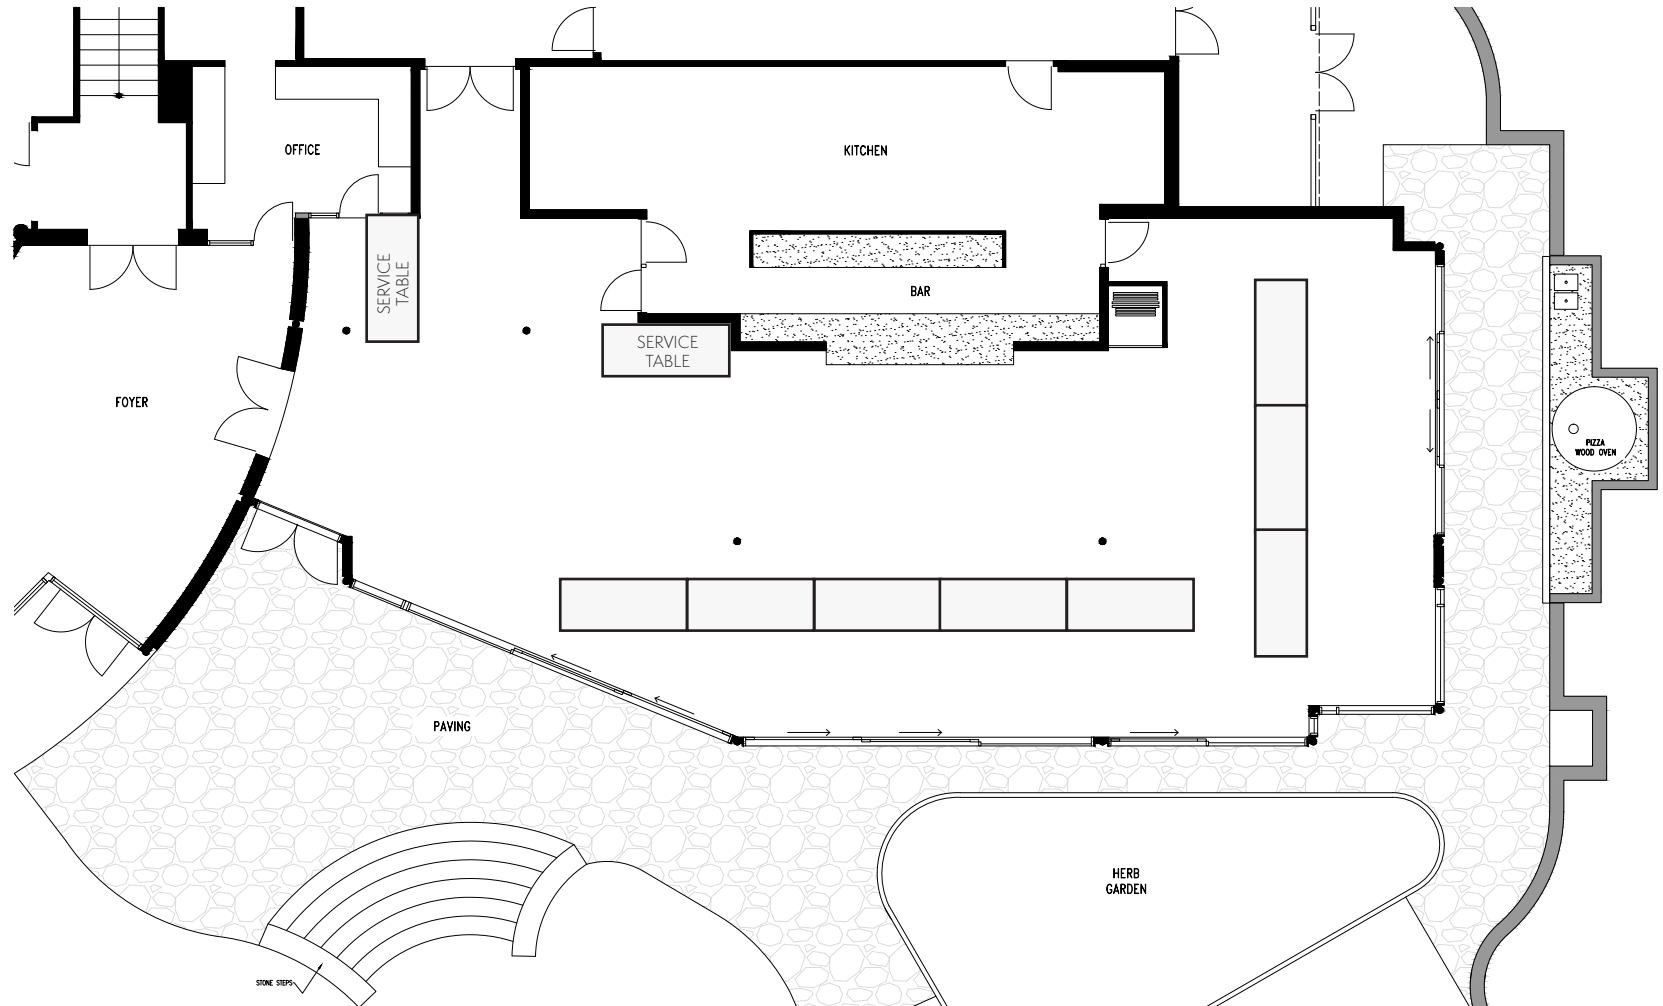 OFFICE
KITCHEN
SERVICE
TABLE
BAR
SERVICE
TABLE
FOYER
PIZZA
WOOD OVEN
PAVING
HERB
GARDEN
STONE STEPS